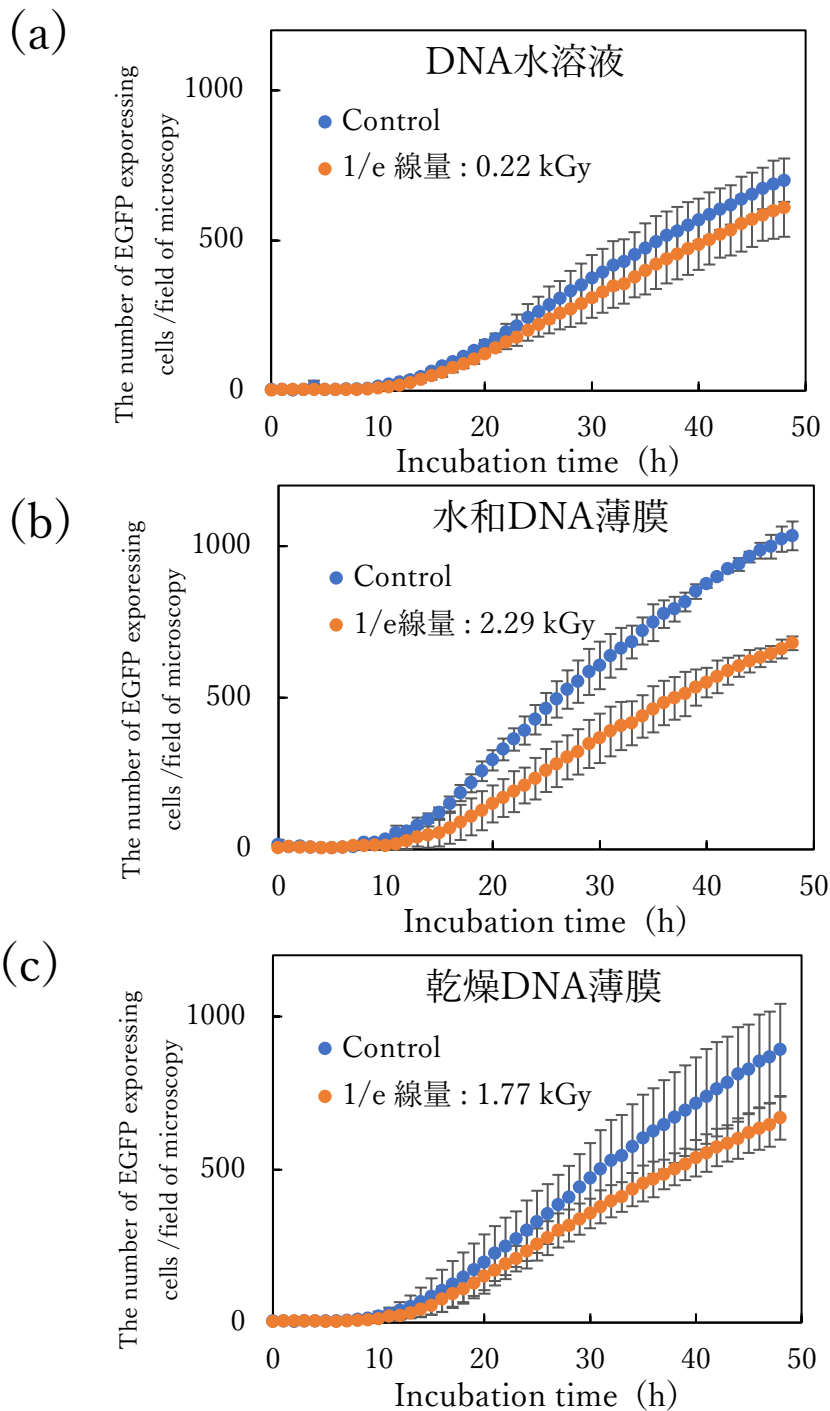 (a)
DNA水溶液
1000
Control
1/e 線量 : 0.22 kGy
500
0
The number of EGFP exporessing
cells /field of microscopy
0 10 20 30 40 50
Incubation time (h)
(b)
水和DNA薄膜
1000
Control
1/e線量 : 2.29 kGy
500
0
The number of EGFP exporessing
cells /field of microscopy
0 10 20 30 40 50
Incubation time (h)
(c)
乾燥DNA薄膜
1000
Control
1/e 線量 : 1.77 kGy
500
0
The number of EGFP exporessing
cells /field of microscopy
0 10 20 30 40 50
Incubation time (h)